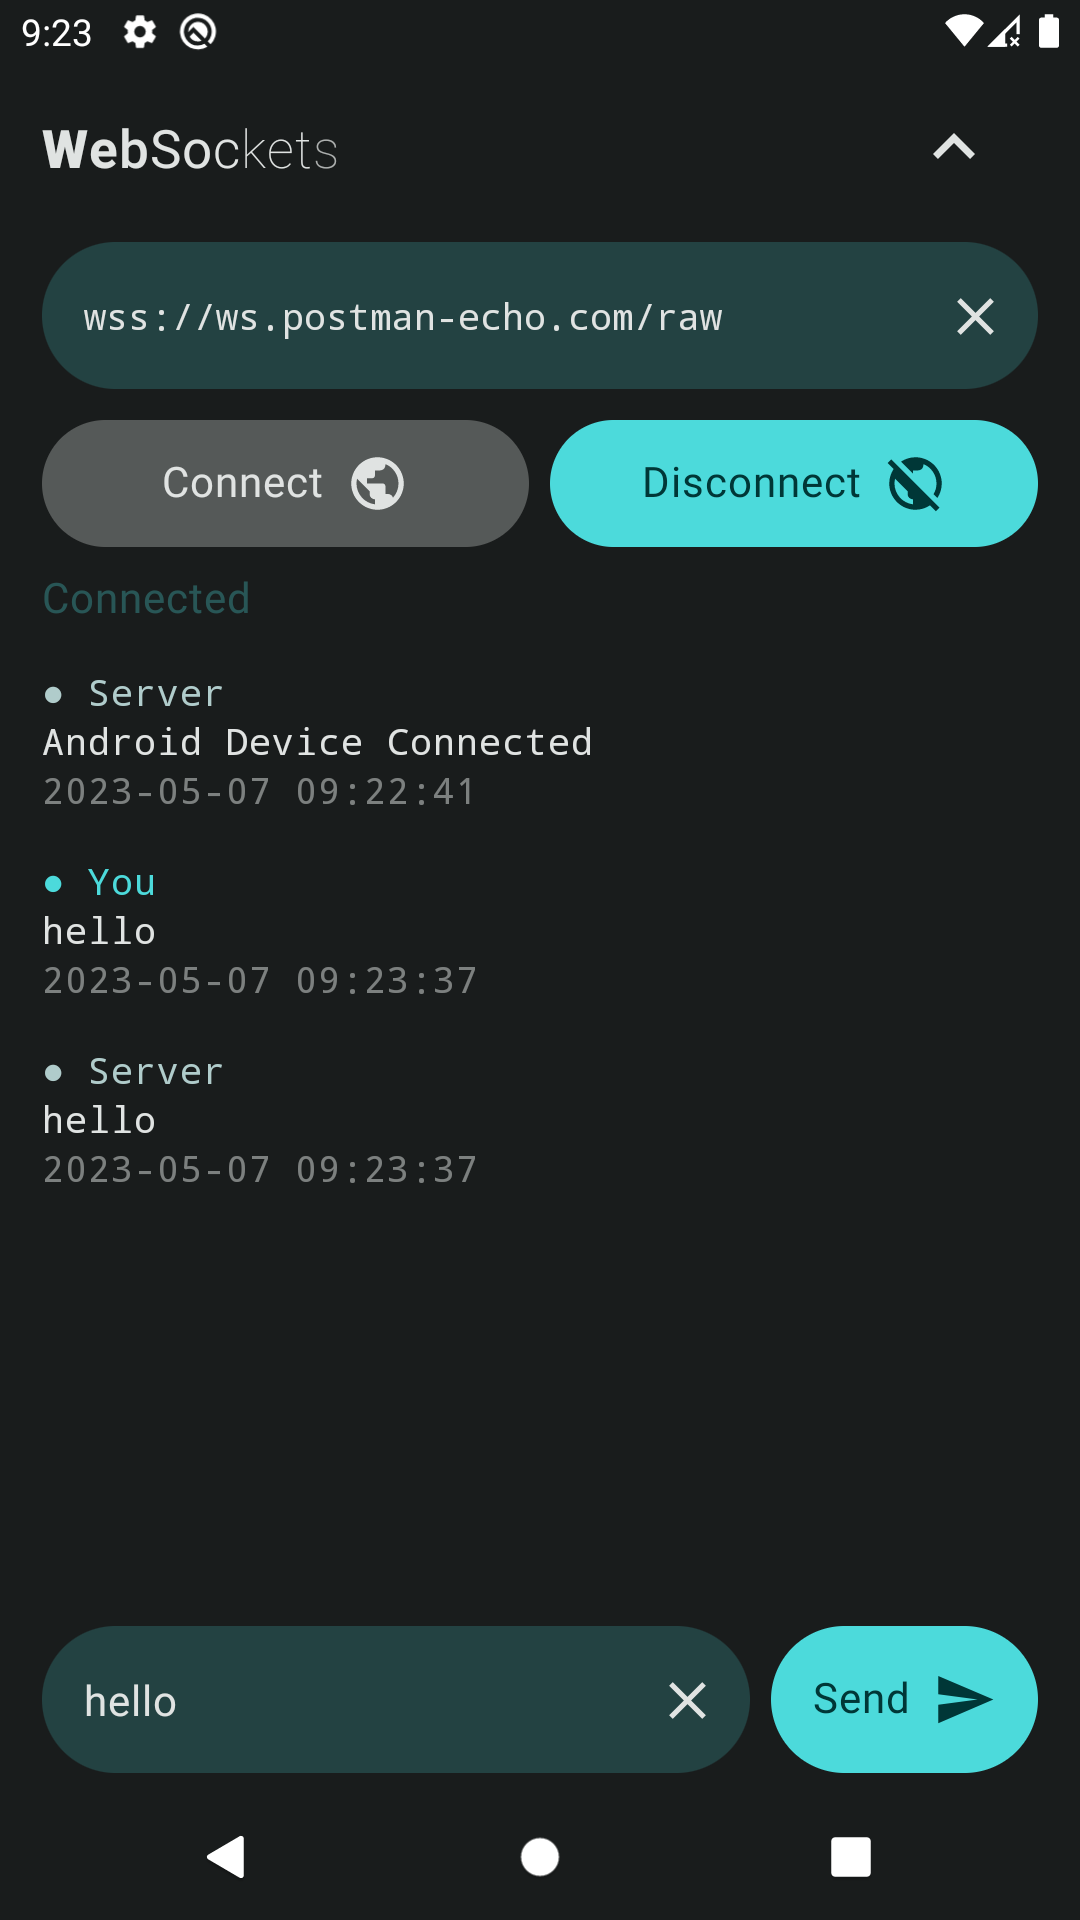 9:23
WebSockets
wss://ws.postman-echo.com/raw
Connect
Disconnect
Connected
● Server
Android Device Connected
2023-05-07 09:22:41
● You
hello
2023-05-07 09:23:37
● Server
hello
2023-05-07 09:23:37
hello
Send